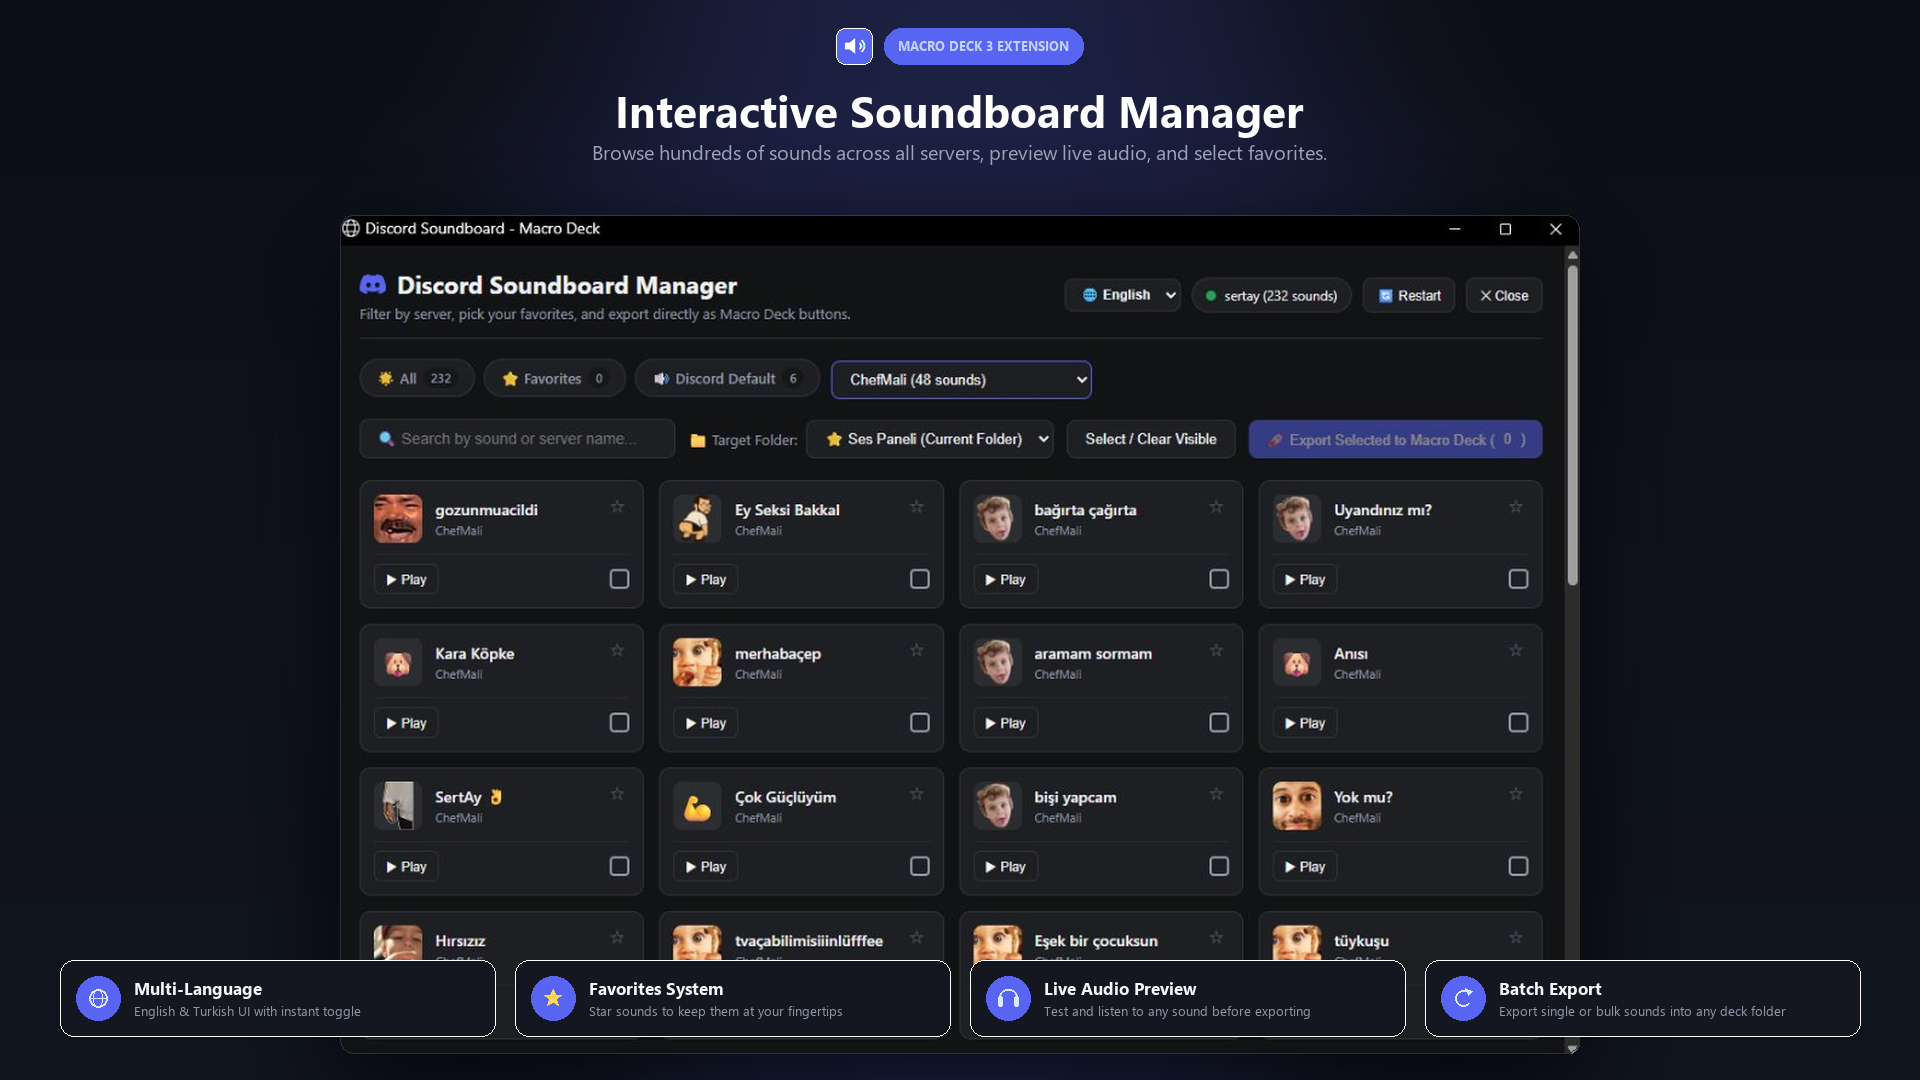 MACRO DECK 3 EXTENSION
Interactive Soundboard Manager
Browse hundreds of sounds across all servers, preview live audio, and select favorites.
Discord Soundboard - Macro Deck
Discord Soundboard Manager
Filter by server, pick your favorites, and export directly as Macro Deck buttons.
English
sertay (232 sounds)
Restart
Close
All 232
Favorites 0
Discord Default 6
ChefMali (48 sounds)
Search by sound or server name...
Target Folder:
Ses Paneli (Current Folder)
Select / Clear Visible
Export Selected to Macro Deck ( 0 )
gozunmuacildi
ChefMali
Play
Ey Seksi Bakkal
ChefMali
Play
bağırta çağırta
ChefMali
Play
Uyandınız mı?
ChefMali
Play
Kara Köpke
ChefMali
Play
merhabaçep
ChefMali
Play
aramam sormam
ChefMali
Play
Anısı
ChefMali
Play
SertAy 👌
ChefMali
Play
Çok Güçlüyüm
ChefMali
Play
bişi yapcam
ChefMali
Play
Yok mu?
ChefMali
Play
Hırsızız
tvaçabilimisiiinlüfffee
Eşek bir çocuksun
tüykuşu
Multi-Language
English & Turkish UI with instant toggle
Favorites System
Star sounds to keep them at your fingertips
Live Audio Preview
Test and listen to any sound before exporting
Batch Export
Export single or bulk sounds into any deck folder